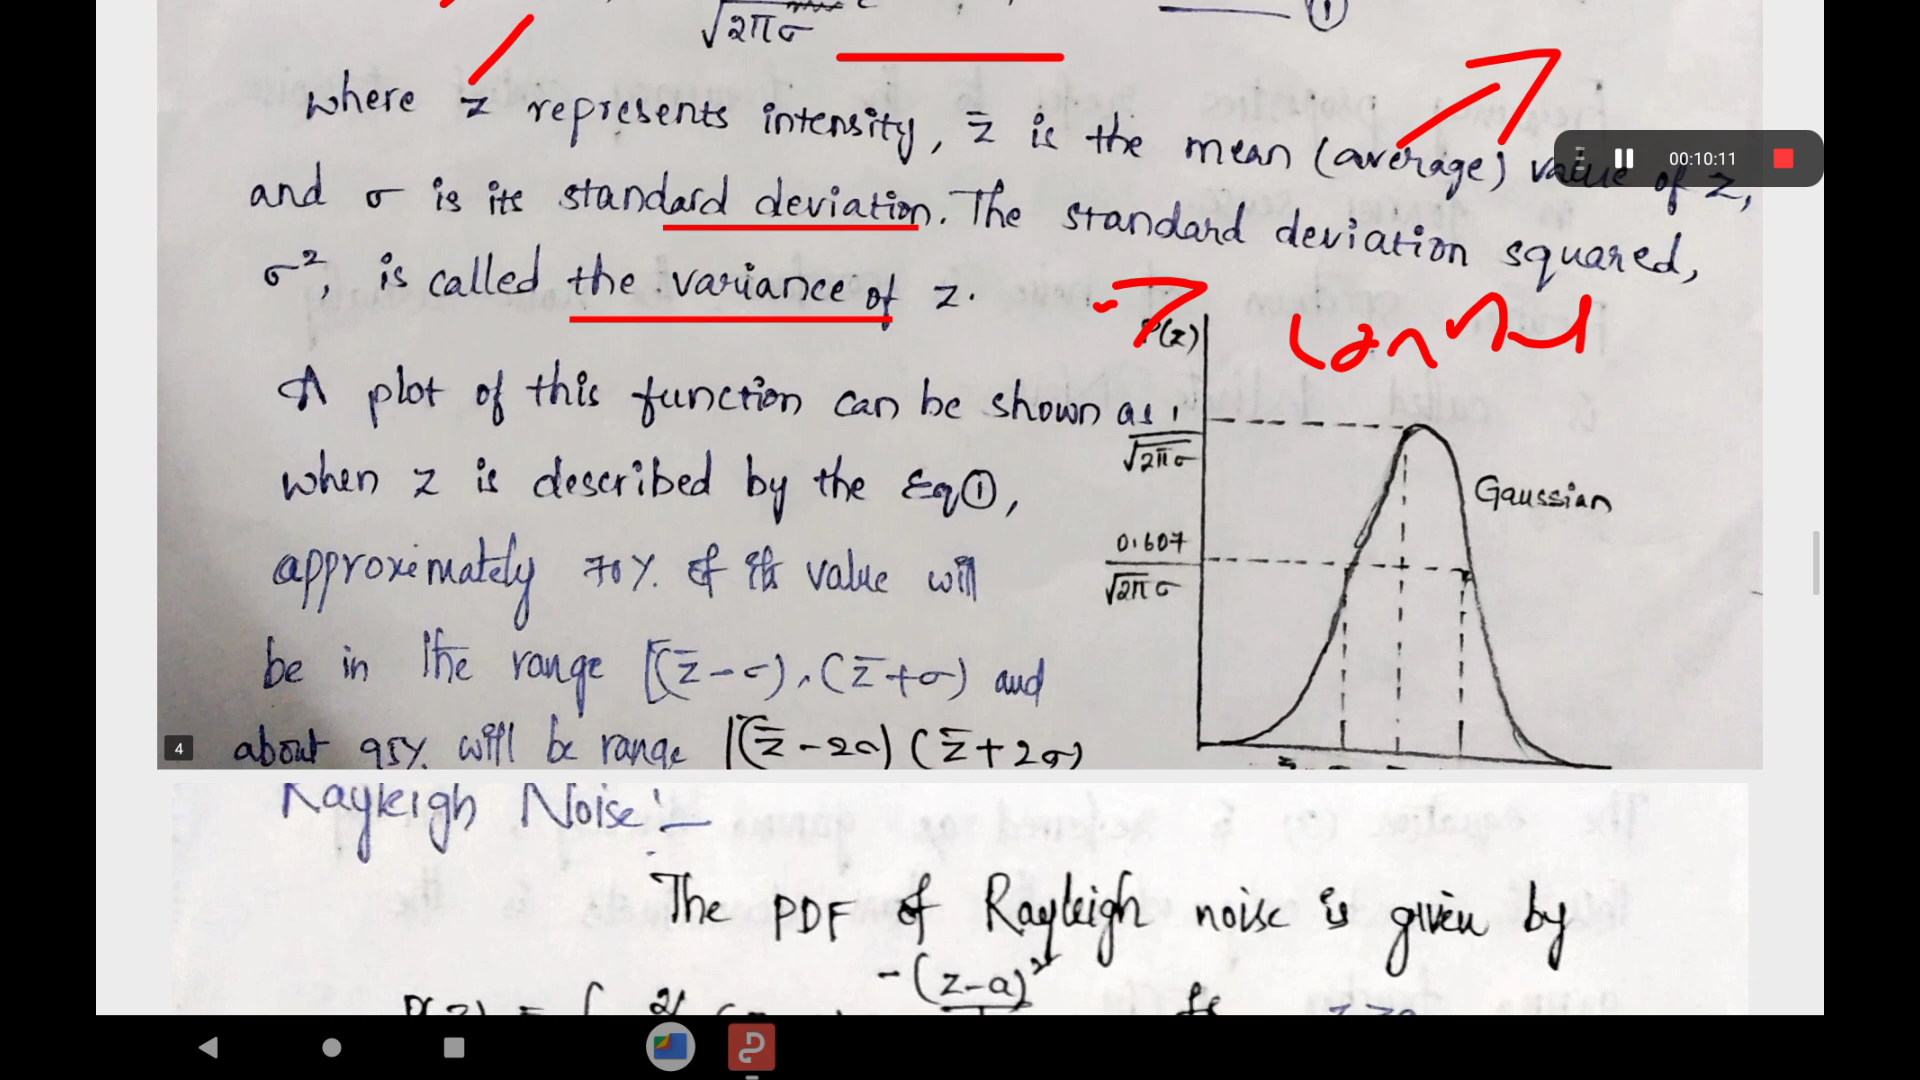 √2πσ
①
where z represents intensity, z̄ is the mean (average) value of z,
00:10:11
and σ is its standard deviation. The standard deviation squared,
σ², is called the variance of z.
P(z)
A plot of this function can be shown as
1/√2πσ
when z is described by the Eq①,
Gaussian
approximately 70% of its value will
0.607/√2πσ
be in the range [(z̄-σ), (z̄+σ) and
about 95% will be range [(z̄-2σ) (z̄+2σ)
4
Rayleigh Noise:-
The PDF of Rayleigh noise is given by
-(z-a)²
P(z) =